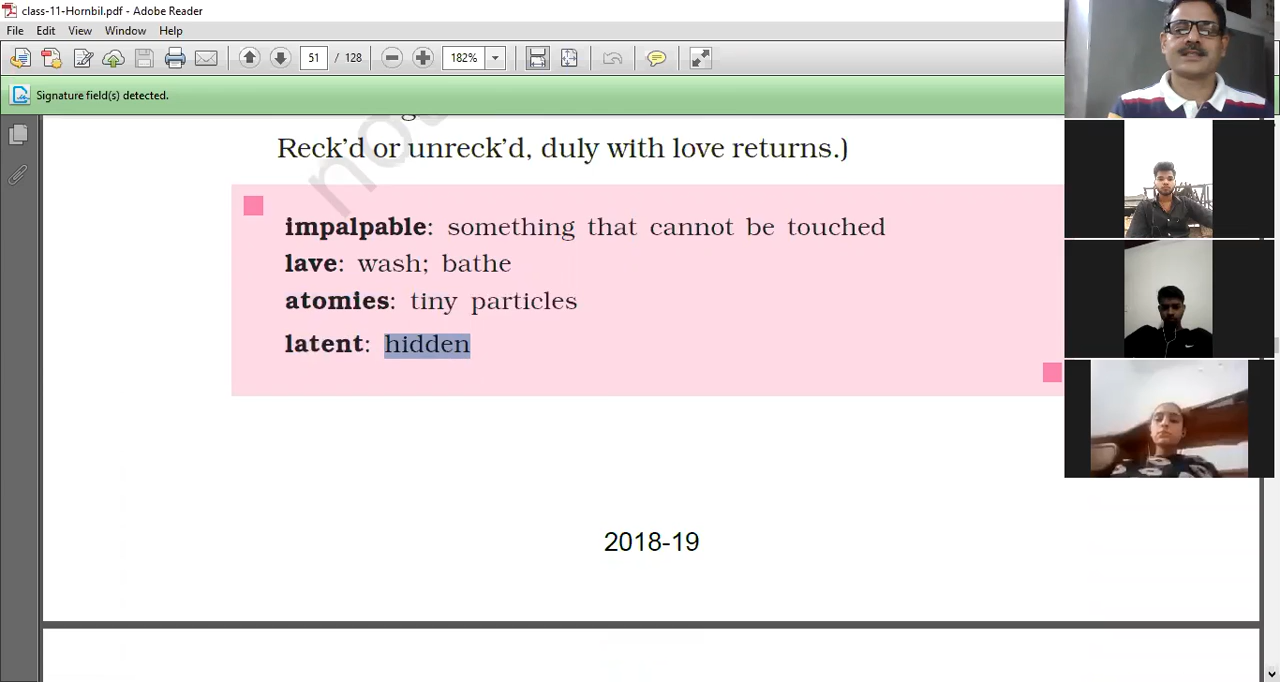 class-11-Hornbil.pdf - Adobe Reader
File Edit View Window Help
51 / 128 182%
Signature field(s) detected.
Reck'd or unreck'd, duly with love returns.)
impalpable: something that cannot be touched
lave: wash; bathe
atomies: tiny particles
latent: hidden
2018-19